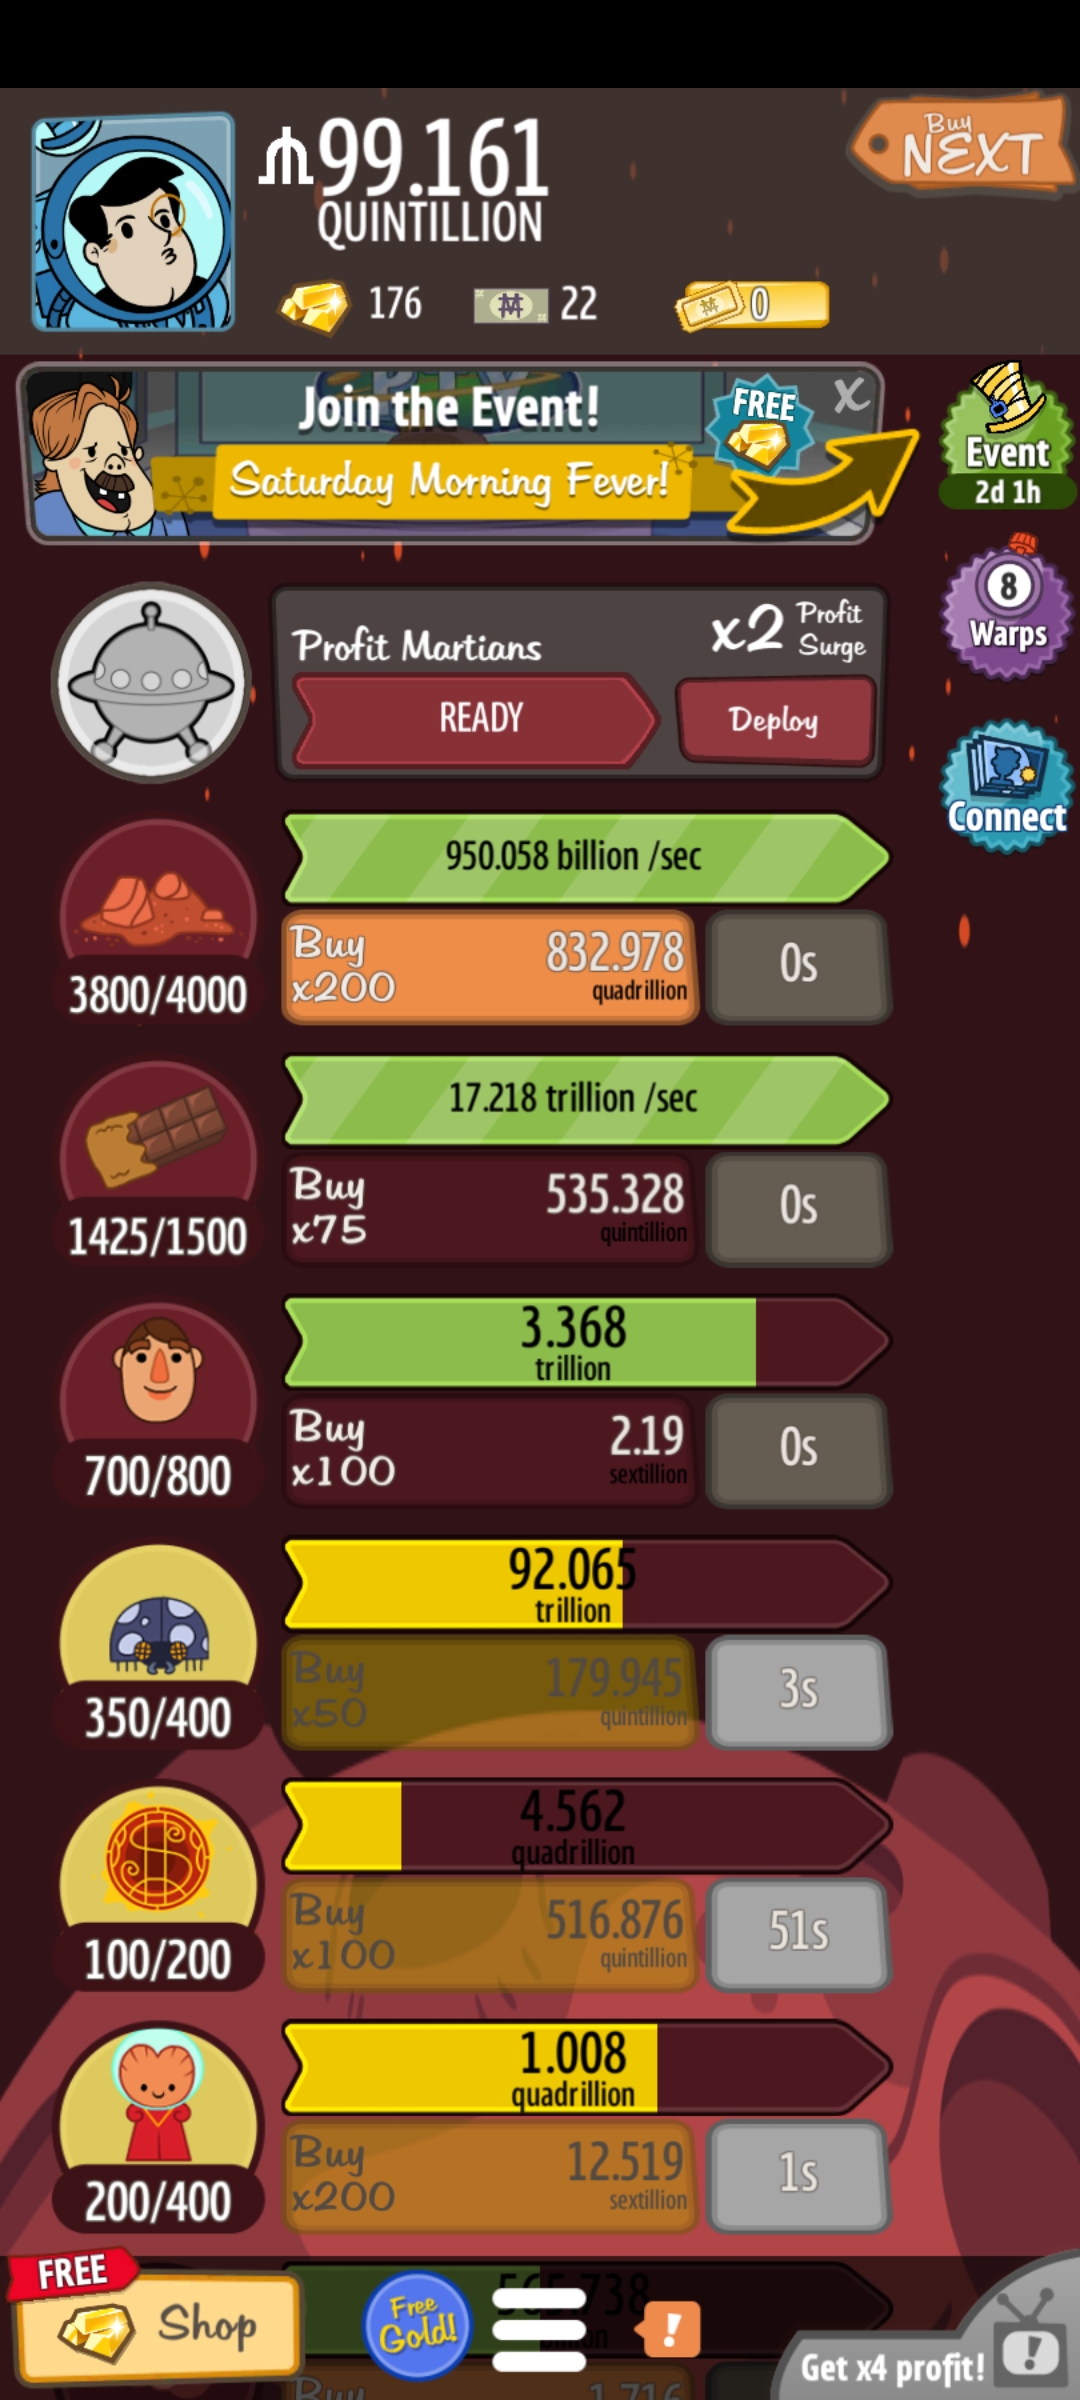 99.161
QUINTILLION
Buy
NEXT
176
22
0
Join the Event!
Saturday Morning Fever!
FREE
X
Event
2d 1h
8
Warps
Connect
Profit Martians
x2 Profit
Surge
READY
Deploy
950.058 billion /sec
Buy
x200
832.978
quadrillion
0s
3800/4000
17.218 trillion /sec
Buy
x75
535.328
quintillion
0s
1425/1500
3.368
trillion
Buy
x100
2.19
sextillion
0s
700/800
92.065
trillion
Buy
x50
179.945
quintillion
3s
350/400
4.562
quadrillion
Buy
x100
516.876
quintillion
51s
100/200
1.008
quadrillion
Buy
x200
12.519
sextillion
1s
200/400
FREE
Shop
Free
Gold!
!
Get x4 profit!
!
Buy
1.716